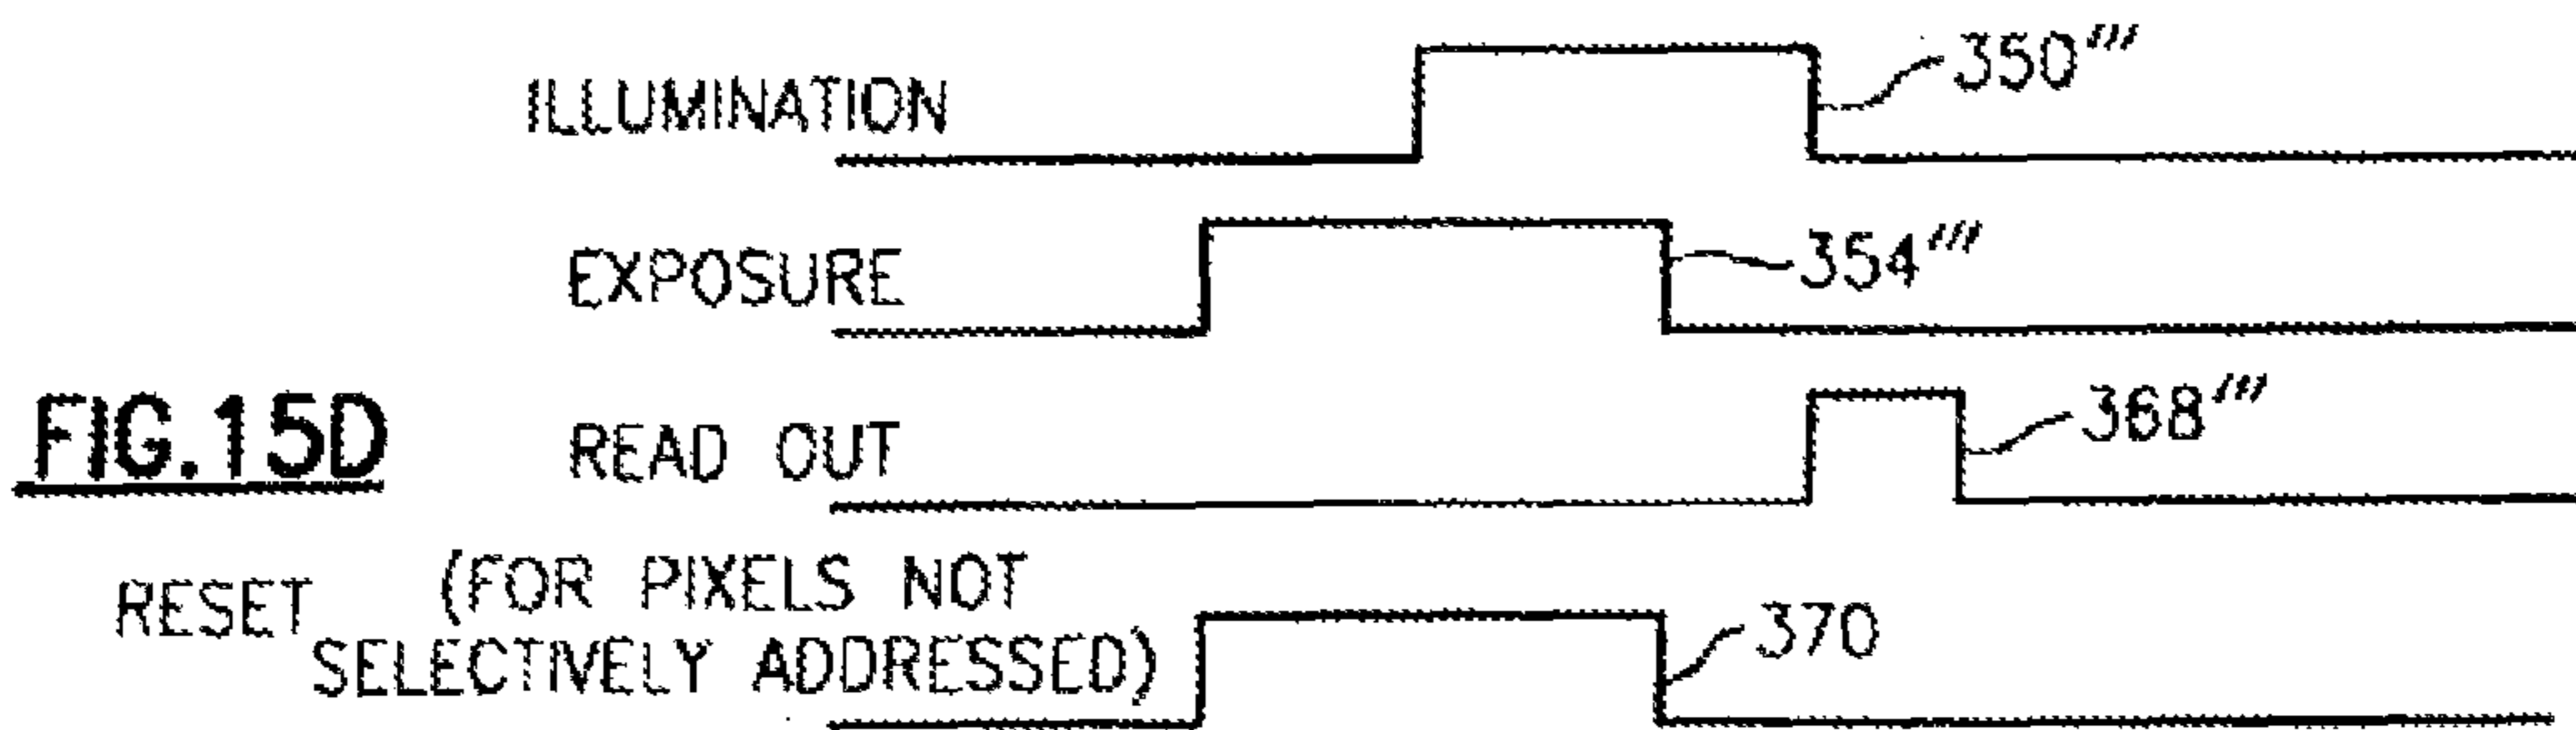 ILLUMINATION
350'''
EXPOSURE
354'''
FIG.15D
READ OUT
368'''
RESET (FOR PIXELS NOT
SELECTIVELY ADDRESSED)
370